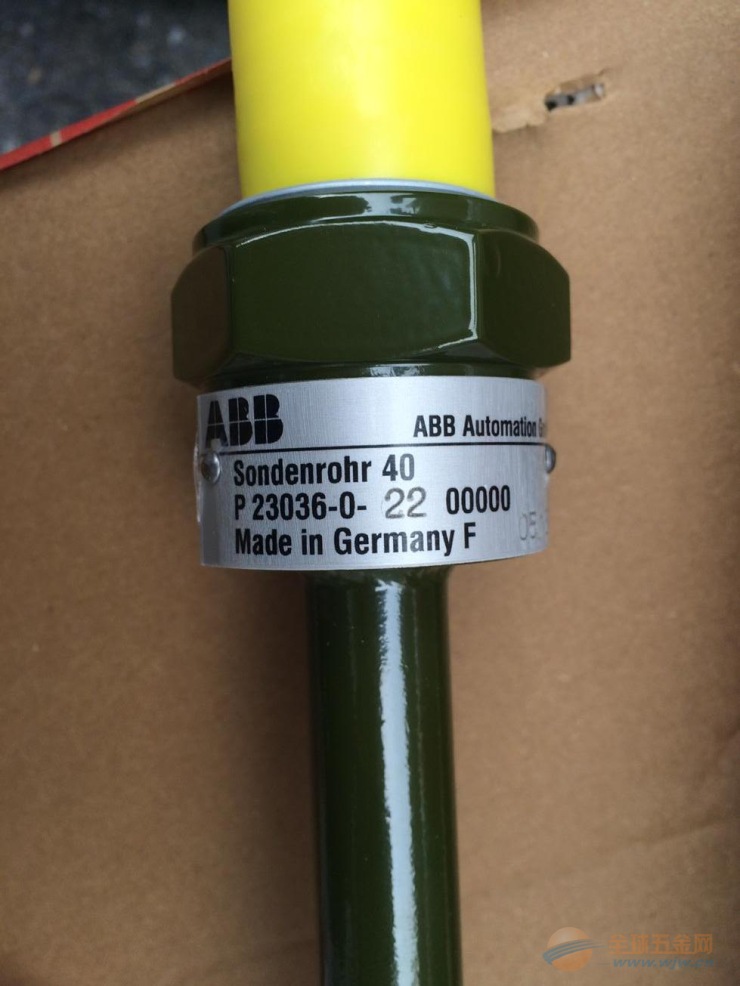 ABB
ABB Automation
Sondenrohr 40
P 23036-0- 22 00000
Made in Germany F
全球五金网